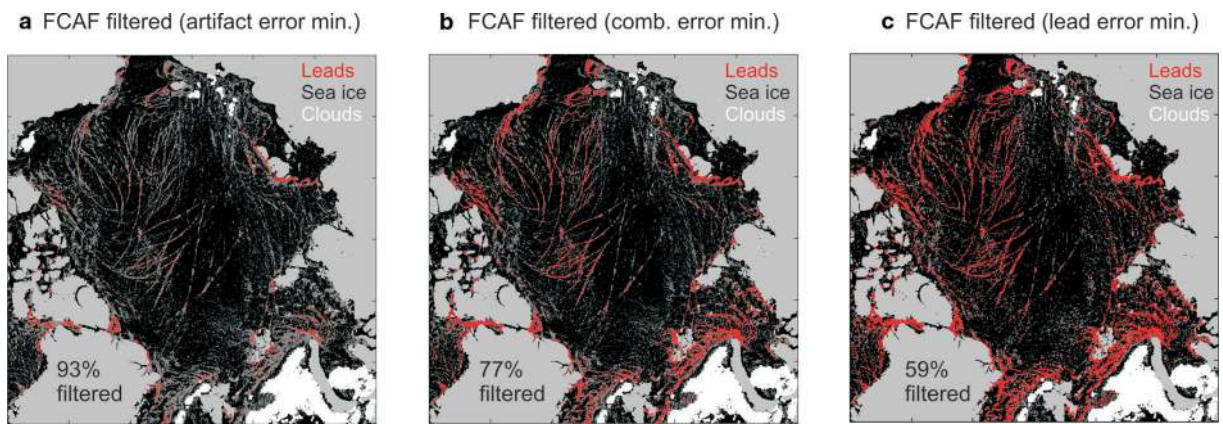 a FCAF filtered (artifact error min.)
b FCAF filtered (comb. error min.)
c FCAF filtered (lead error min.)
Leads
Sea ice
Clouds
93%
filtered
Leads
Sea ice
Clouds
77%
filtered
Leads
Sea ice
Clouds
59%
filtered